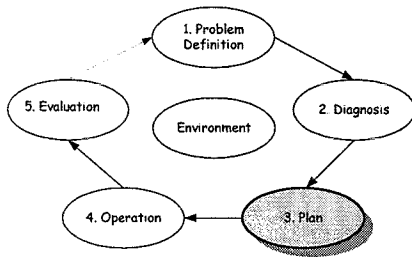 1. Problem
Definition
5. Evaluation
2. Diagnosis
Environment
4. Operation
3. Plan